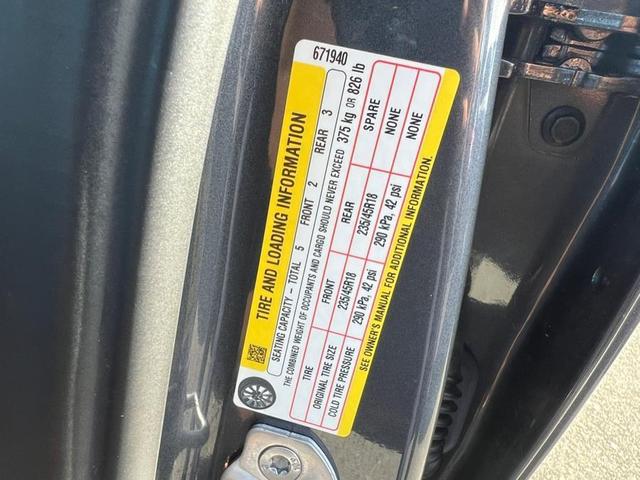 671940
TIRE AND LOADING INFORMATION
SEATING CAPACITY - TOTAL 5 FRONT 2 REAR 3
THE COMBINED WEIGHT OF OCCUPANTS AND CARGO SHOULD NEVER EXCEED 375 kg OR 826 lb
TIRE FRONT REAR SPARE
ORIGINAL TIRE SIZE 235/45R18 235/45R18 NONE
COLD TIRE PRESSURE 290 kPa, 42 psi 290 kPa, 42 psi NONE
SEE OWNER'S MANUAL FOR ADDITIONAL INFORMATION.